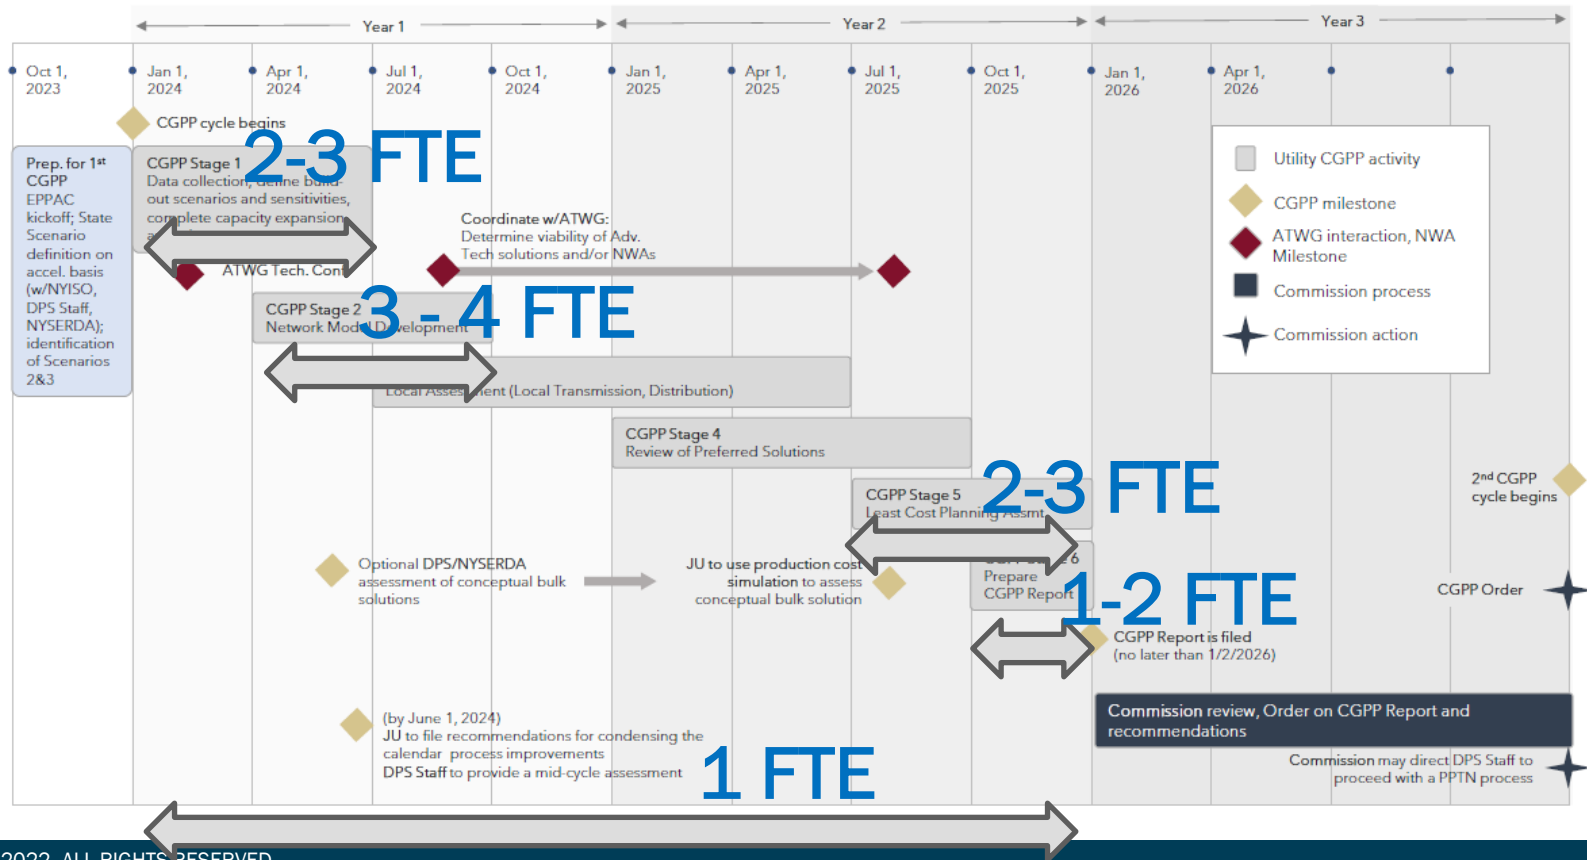 Year 1
Year 2
Year 3
Oct 1,
2023
Jan 1,
2024
Apr 1,
2024
Jul 1,
2024
Oct 1,
2024
Jan 1,
2025
Apr 1,
2025
Jul 1,
2025
Oct 1,
2025
Jan 1,
2026
Apr 1,
2026
CGPP cycle begins
2-3 FTE
Prep. for 1st
CGPP
EPPAC
kickoff; State
Scenario
definition on
accel. basis
(w/NYISO,
DPS Staff,
NYSERDA);
identification
of Scenarios
2&3
CGPP Stage 1
Data collection, define build-
out scenarios and sensitivities,
complete capacity expansion
Utility CGPP activity
CGPP milestone
ATWG interaction, NWA
Milestone
Commission process
Commission action
Coordinate w/ATWG:
Determine viability of Adv.
Tech solutions and/or NWAs
ATWG Tech. Conf
3 - 4 FTE
CGPP Stage 2
Network Model Development
Local Assessment (Local Transmission, Distribution)
CGPP Stage 4
Review of Preferred Solutions
2-3 FTE
CGPP Stage 5
Least Cost Planning Assmt.
2nd CGPP
cycle begins
Optional DPS/NYSERDA
assessment of conceptual bulk
solutions
JU to use production cost
simulation to assess
conceptual bulk solution
6
Prepare
CGPP Report
1-2 FTE
CGPP Order
CGPP Report is filed
(no later than 1/2/2026)
(by June 1, 2024)
JU to file recommendations for condensing the
calendar process improvements
DPS Staff to provide a mid-cycle assessment
1 FTE
Commission review, Order on CGPP Report and
recommendations
Commission may direct DPS Staff to
proceed with a PPTN process
2022. ALL RIGHTS RESERVED